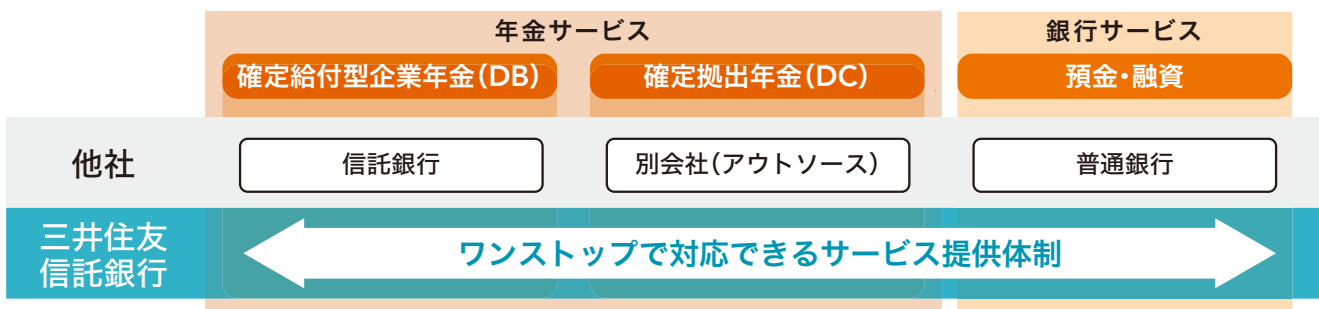 年金サービス
銀行サービス
確定給付型企業年金(DB)
確定拠出年金(DC)
預金・融資
他社
信託銀行
別会社(アウトソース)
普通銀行
三井住友
信託銀行
ワンストップで対応できるサービス提供体制